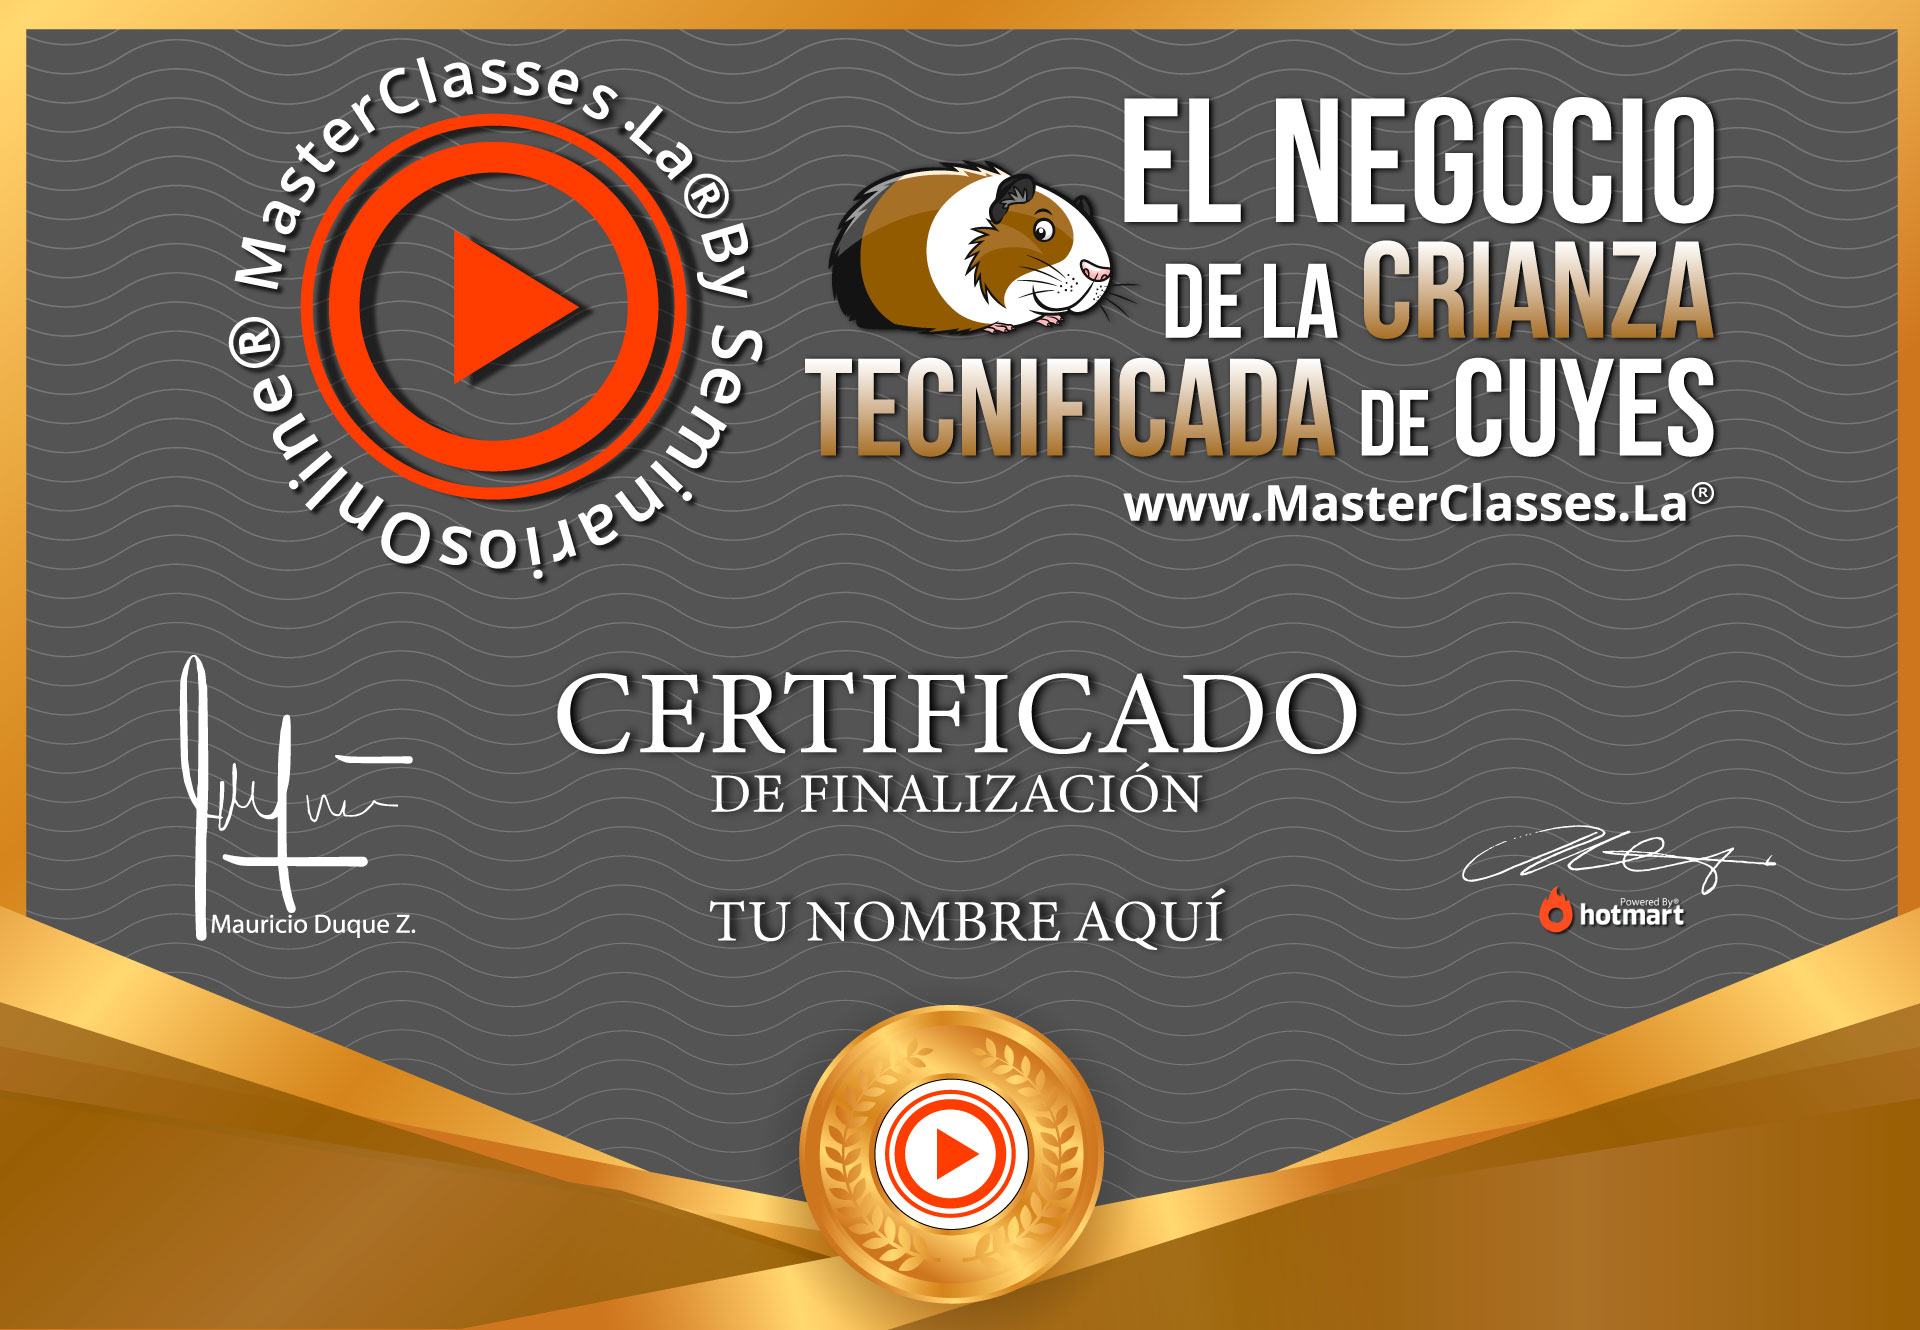 MasterClasses.La® By SeminariosOnline®
EL NEGOCIO
DE LA CRIANZA
TECNIFICADA DE CUYES
www.MasterClasses.La®
CERTIFICADO
DE FINALIZACIÓN
TU NOMBRE AQUÍ
Mauricio Duque Z.
Powered By®
hotmart